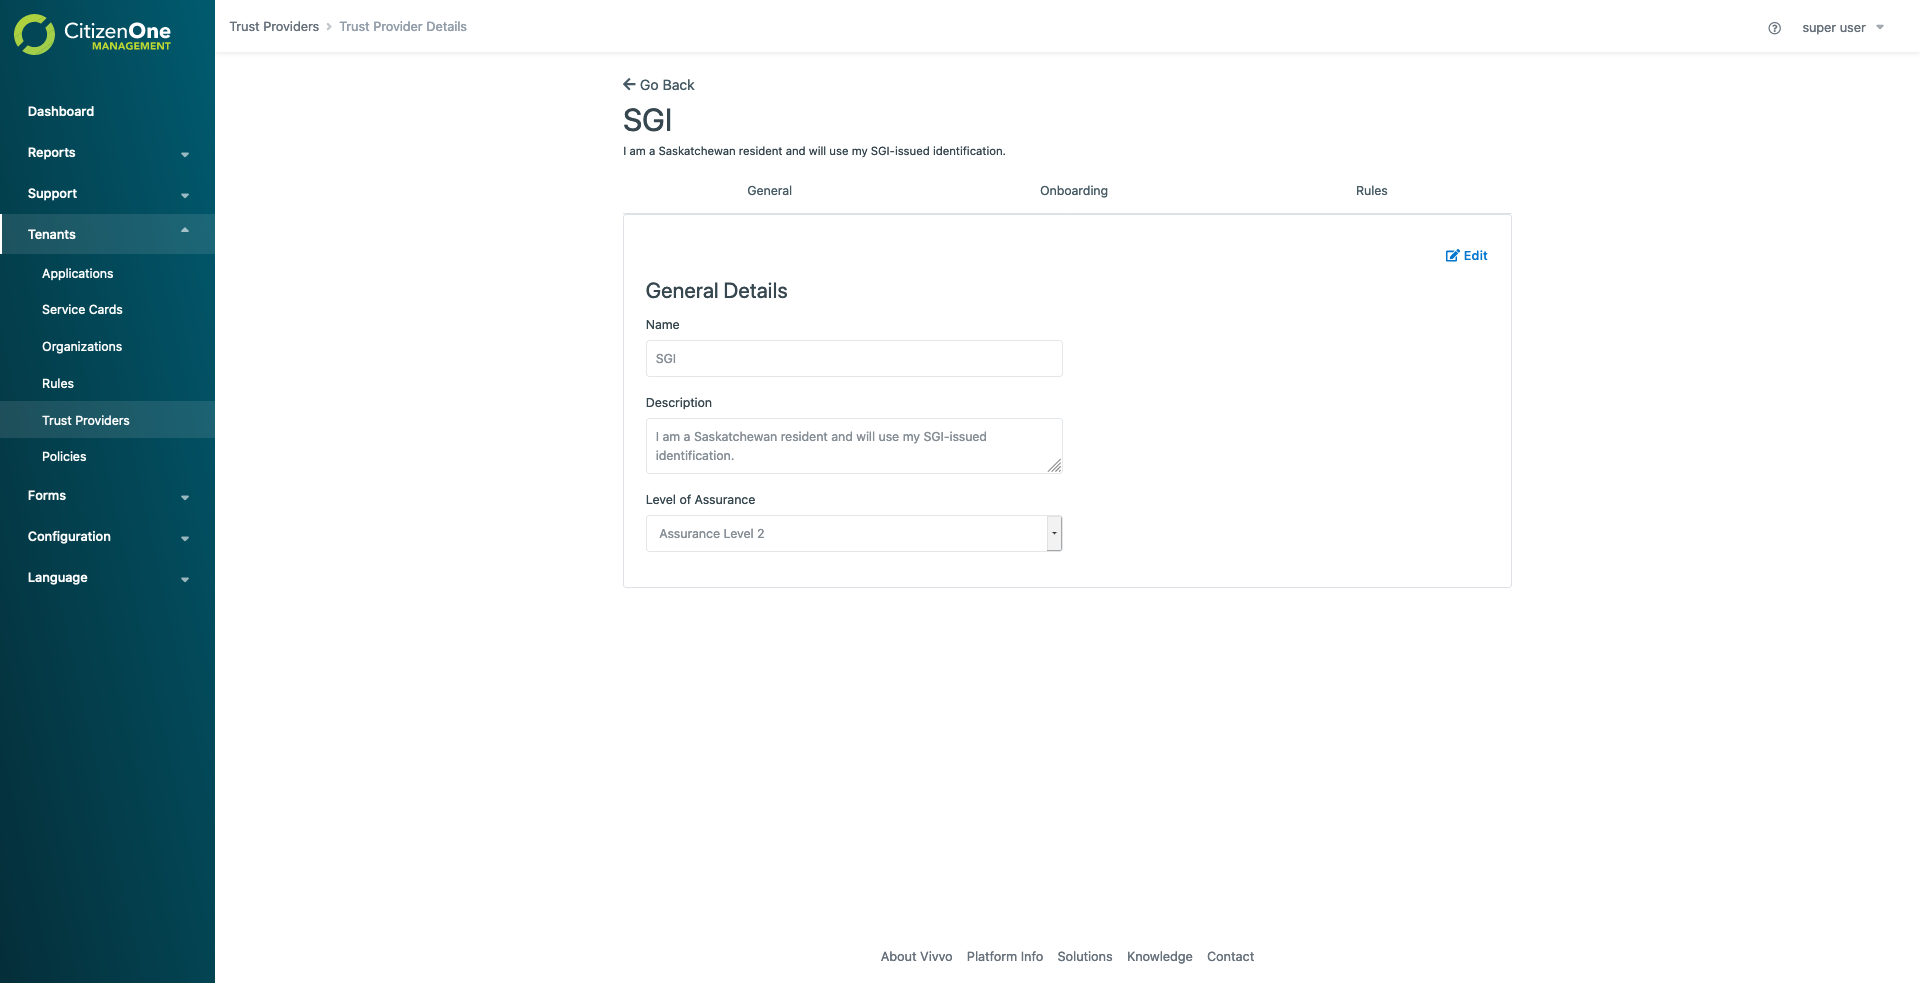 CitizenOne
MANAGEMENT
Trust Providers
Trust Provider Details
super user
Dashboard
Reports
Support
Tenants
Applications
Service Cards
Organizations
Rules
Trust Providers
Policies
Forms
Configuration
Language
Go Back
SGI
I am a Saskatchewan resident and will use my SGI-issued identification.
General
Onboarding
Rules
Edit
General Details
Name
SGI
Description
I am a Saskatchewan resident and will use my SGI-issued
identification.
Level of Assurance
Assurance Level 2
About Vivvo
Platform Info
Solutions
Knowledge
Contact